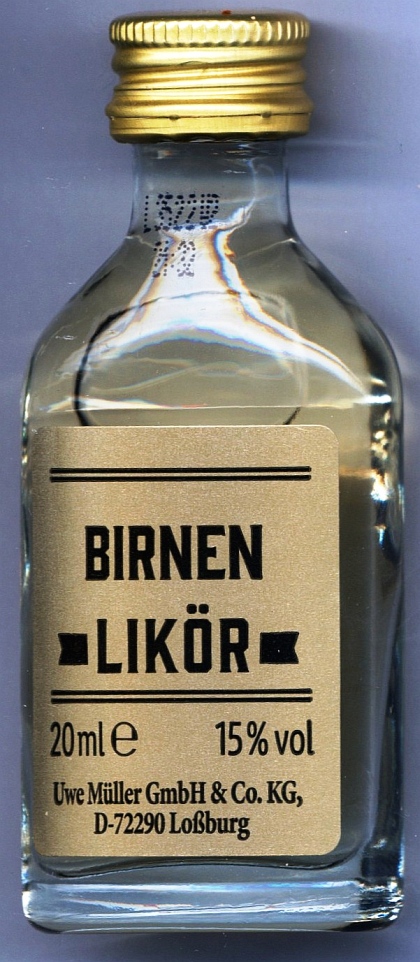 BIRNEN
LIKÖR
20ml ℮ 15% vol
Uwe Müller GmbH & Co. KG,
D-72290 Loßburg